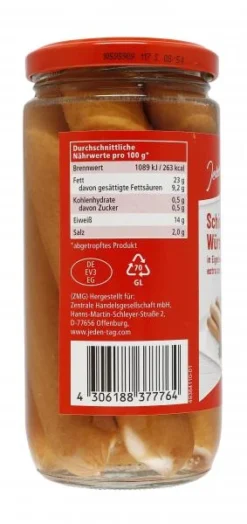 Durchschnittliche
Nährwerte pro 100 g*
Brennwert 1089 kJ / 263 kcal
Fett 23 g
davon gesättigte Fettsäuren 9,2 g
Kohlenhydrate 0,5 g
davon Zucker 0,5 g
Eiweiß 14 g
Salz 2,0 g
*abgetropftes Produkt
DE
EV3
EG
70
GL
(ZMG) Hergestellt für:
Zentrale Handelsgesellschaft mbH,
Hanns-Martin-Schleyer-Straße 2,
D-77656 Offenburg,
www.jeden-tag.com
4 306188 377764